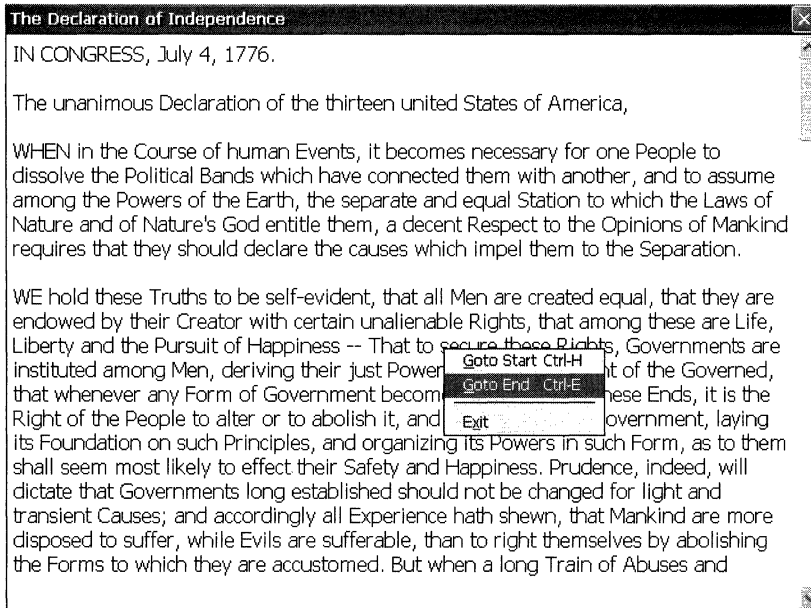 The Declaration of Independence
IN CONGRESS, July 4, 1776.
The unanimous Declaration of the thirteen united States of America,
WHEN in the Course of human Events, it becomes necessary for one People to
dissolve the Political Bands which have connected them with another, and to assume
among the Powers of the Earth, the separate and equal Station to which the Laws of
Nature and of Nature's God entitle them, a decent Respect to the Opinions of Mankind
requires that they should declare the causes which impel them to the Separation.
WE hold these Truths to be self-evident, that all Men are created equal, that they are
endowed by their Creator with certain unalienable Rights, that among these are Life,
Liberty and the Pursuit of Happiness -- That to secure these Rights, Governments are
instituted among Men, deriving their just Power
Goto Start Ctrl-H
of the Governed,
that whenever any Form of Government becom
Goto End Ctrl-E
these Ends, it is the
Right of the People to alter or to abolish it, and
Exit
overnment, laying
its Foundation on such Principles, and organizing its Powers in such Form, as to them
shall seem most likely to effect their Safety and Happiness. Prudence, indeed, will
dictate that Governments long established should not be changed for light and
transient Causes; and accordingly all Experience hath shewn, that Mankind are more
disposed to suffer, while Evils are sufferable, than to right themselves by abolishing
the Forms to which they are accustomed. But when a long Train of Abuses and